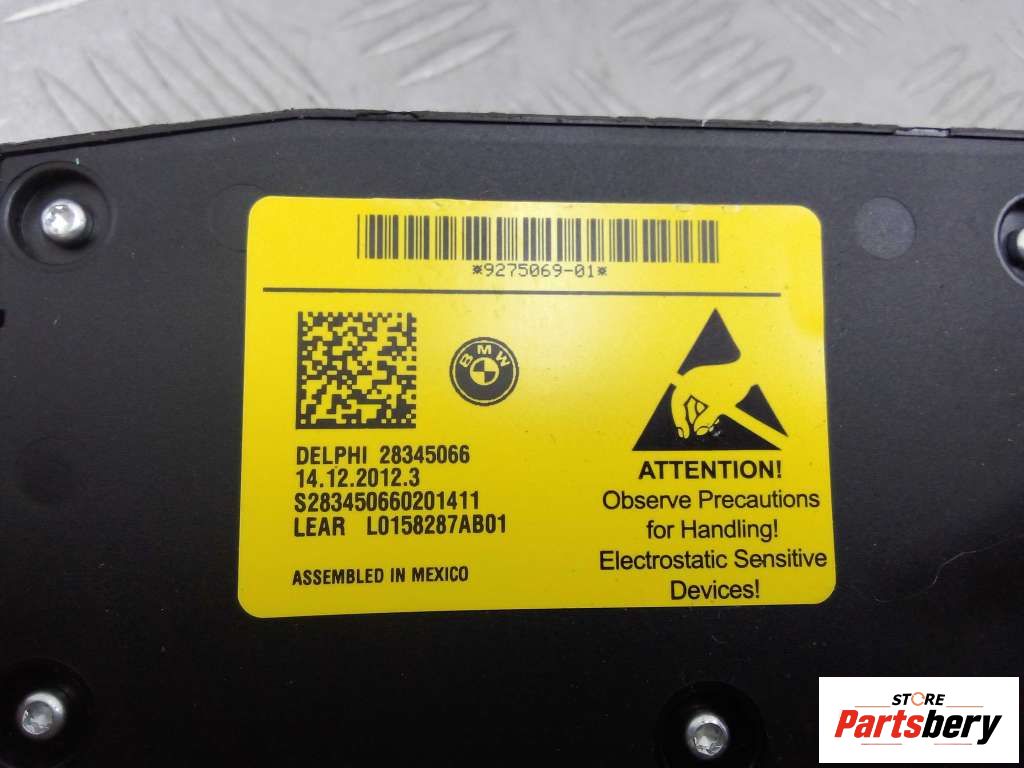 *9275069-01*
BMW
DELPHI 28345066
14.12.2012.3
S283450660201411
LEAR L0158287AB01
ASSEMBLED IN MEXICO
ATTENTION!
Observe Precautions
for Handling!
Electrostatic Sensitive
Devices!
STORE
Partsbery